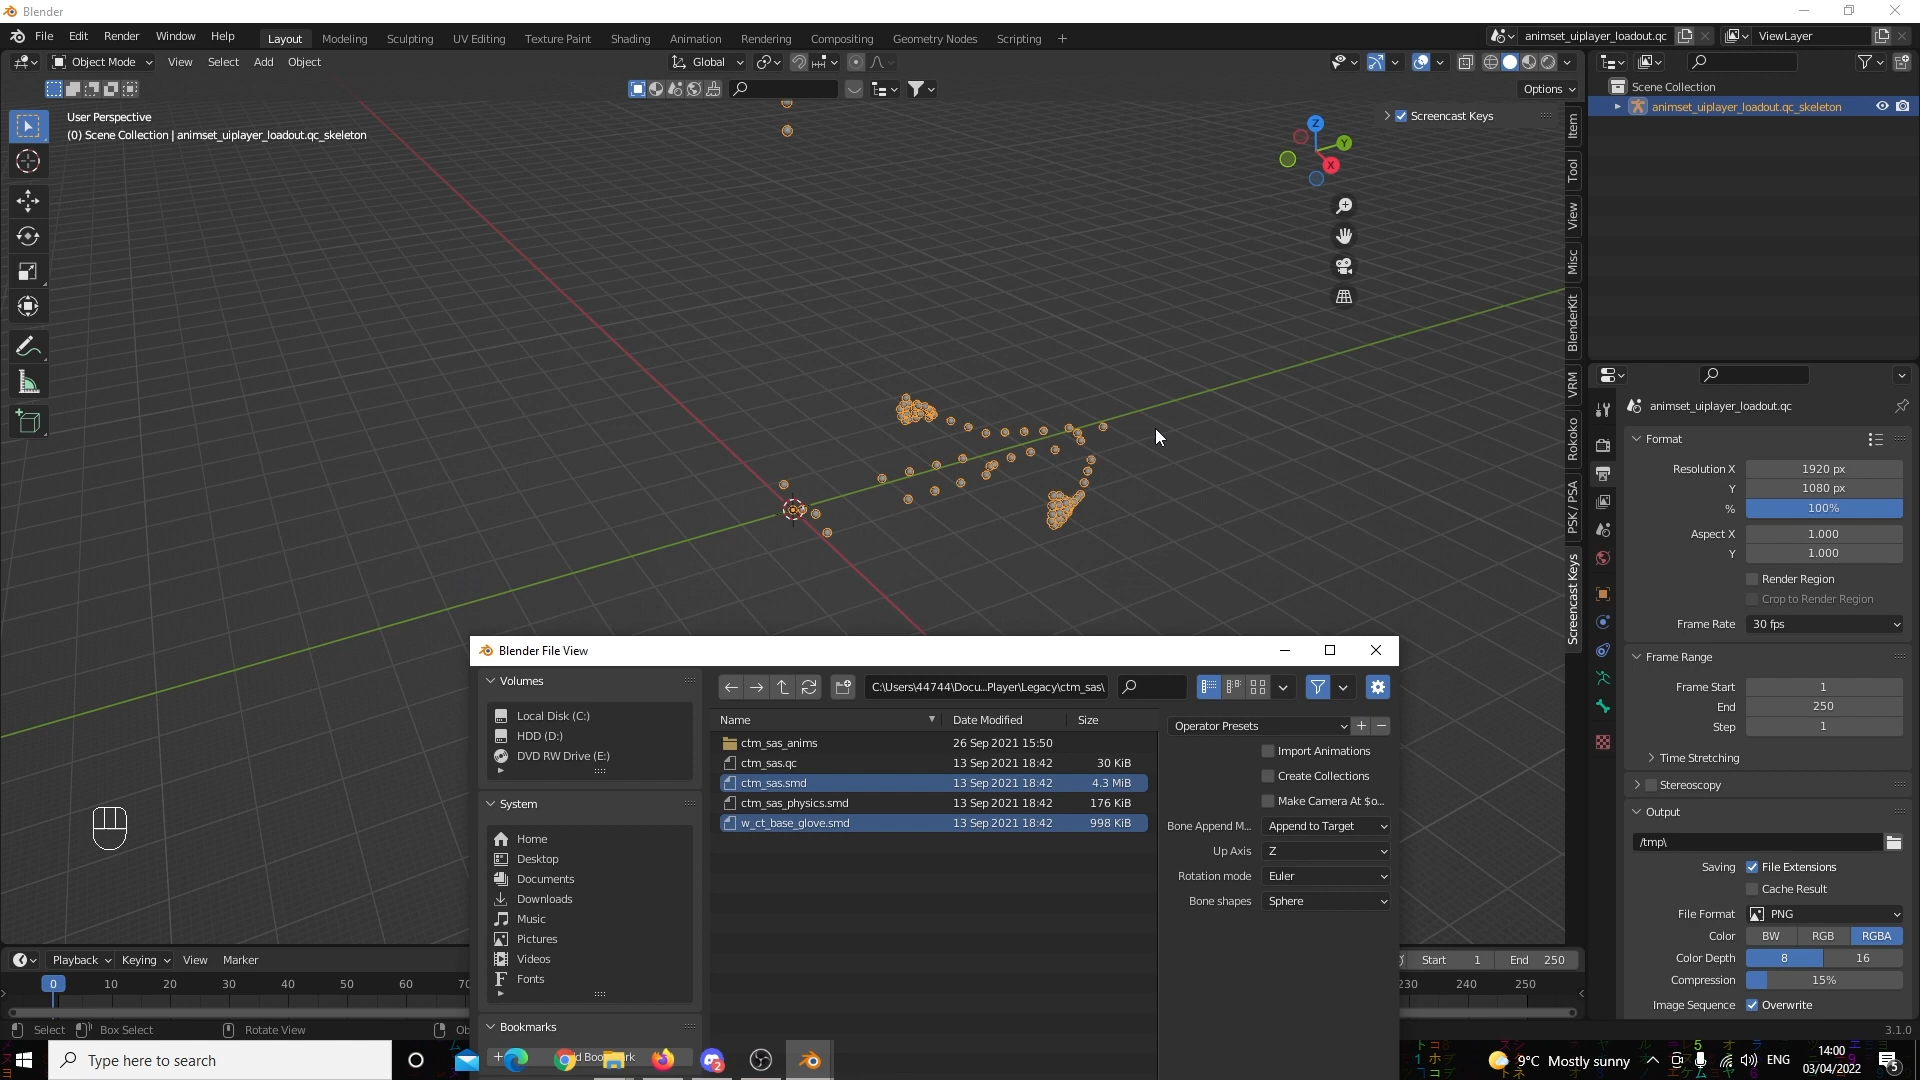 Blender
File Edit Render Window Help
Layout Modeling Sculpting UV Editing Texture Paint Shading Animation Rendering Compositing Geometry Nodes Scripting
animset_uiplayer_loadout.qc
ViewLayer
Object Mode View Select Add Object
Global
Options
User Perspective
(0) Scene Collection | animset_uiplayer_loadout.qc_skeleton
Screencast Keys
Z
Y
X
Item
Tool
View
Misc
BlenderKit
VRM
Rokoko
PSK / PSA
Screencast Keys
Scene Collection
animset_uiplayer_loadout.qc_skeleton
animset_uiplayer_loadout.qc
Format
Resolution X 1920 px
Y 1080 px
% 100%
Aspect X 1.000
Y 1.000
Render Region
Crop to Render Region
Frame Rate 30 fps
Frame Range
Frame Start 1
End 250
Step 1
Time Stretching
Stereoscopy
Output
/tmp\
Saving File Extensions
Cache Result
File Format PNG
Color BW RGB RGBA
Color Depth 8 16
Compression 15%
Image Sequence Overwrite
Blender File View
Volumes
Local Disk (C:)
HDD (D:)
DVD RW Drive (E:)
System
Home
Desktop
Documents
Downloads
Music
Pictures
Videos
Fonts
Bookmarks
C:\Users\44744\Docu...Player\Legacy\ctm_sas\
Name Date Modified Size
ctm_sas_anims 26 Sep 2021 15:50
ctm_sas.qc 13 Sep 2021 18:42 30 KiB
ctm_sas.smd 13 Sep 2021 18:42 4.3 MiB
ctm_sas_physics.smd 13 Sep 2021 18:42 176 KiB
w_ct_base_glove.smd 13 Sep 2021 18:42 998 KiB
Operator Presets
Import Animations
Create Collections
Make Camera At $o...
Bone Append M... Append to Target
Up Axis Z
Rotation mode Euler
Bone shapes Sphere
Playback Keying View Marker
Start 1 End 250
0 10 20 30 40 50 60
230 240 250
Select Box Select Rotate View
3.1.0
Type here to search
2
9°C Mostly sunny
ENG
14:00
03/04/2022
5